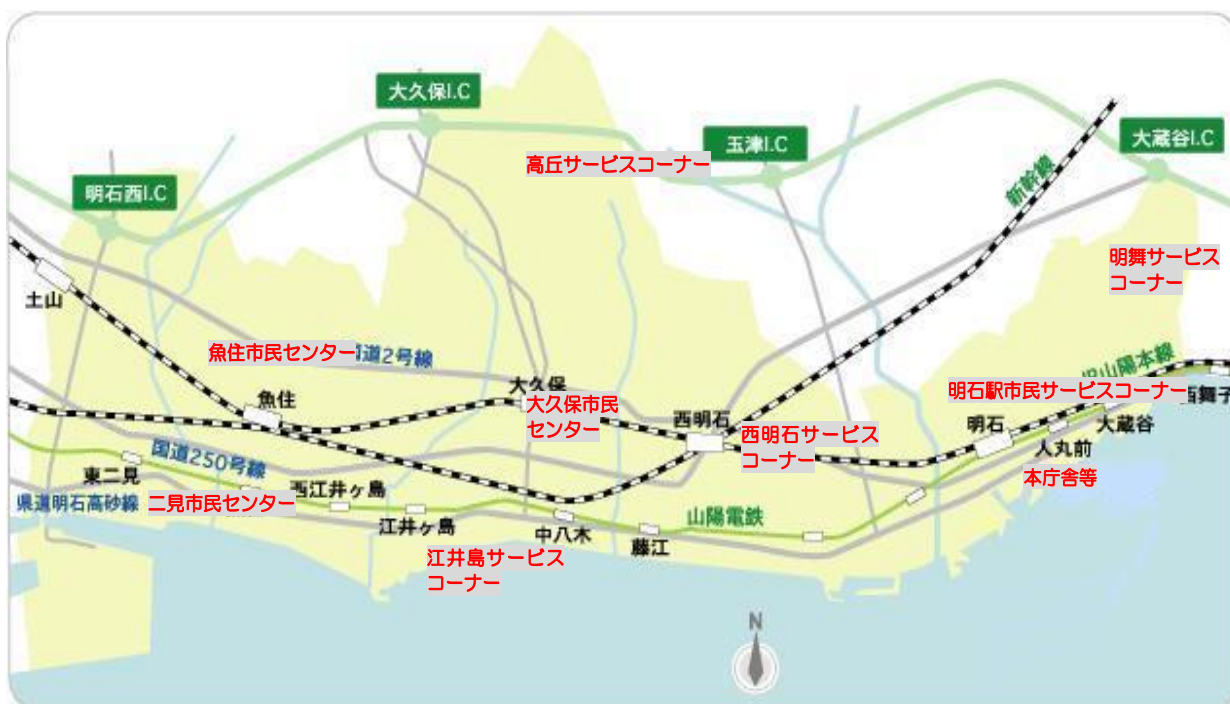 大久保I.C
玉津I.C
大蔵谷I.C
高丘サービスコーナー
明石西I.C
新幹線
明舞サービス
コーナー
土山
魚住市民センター
道2号線
山陽本線
大久保
魚住
大久保市民
センター
西明石
西明石サービス
コーナー
明石駅市民サービスコーナー
西舞子
明石
大蔵谷
人丸前
本庁舎等
国道250号線
東二見
県道明石高砂線
二見市民センター
西江井ヶ島
江井ヶ島
中八木
藤江
山陽電鉄
江井島サービス
コーナー
N